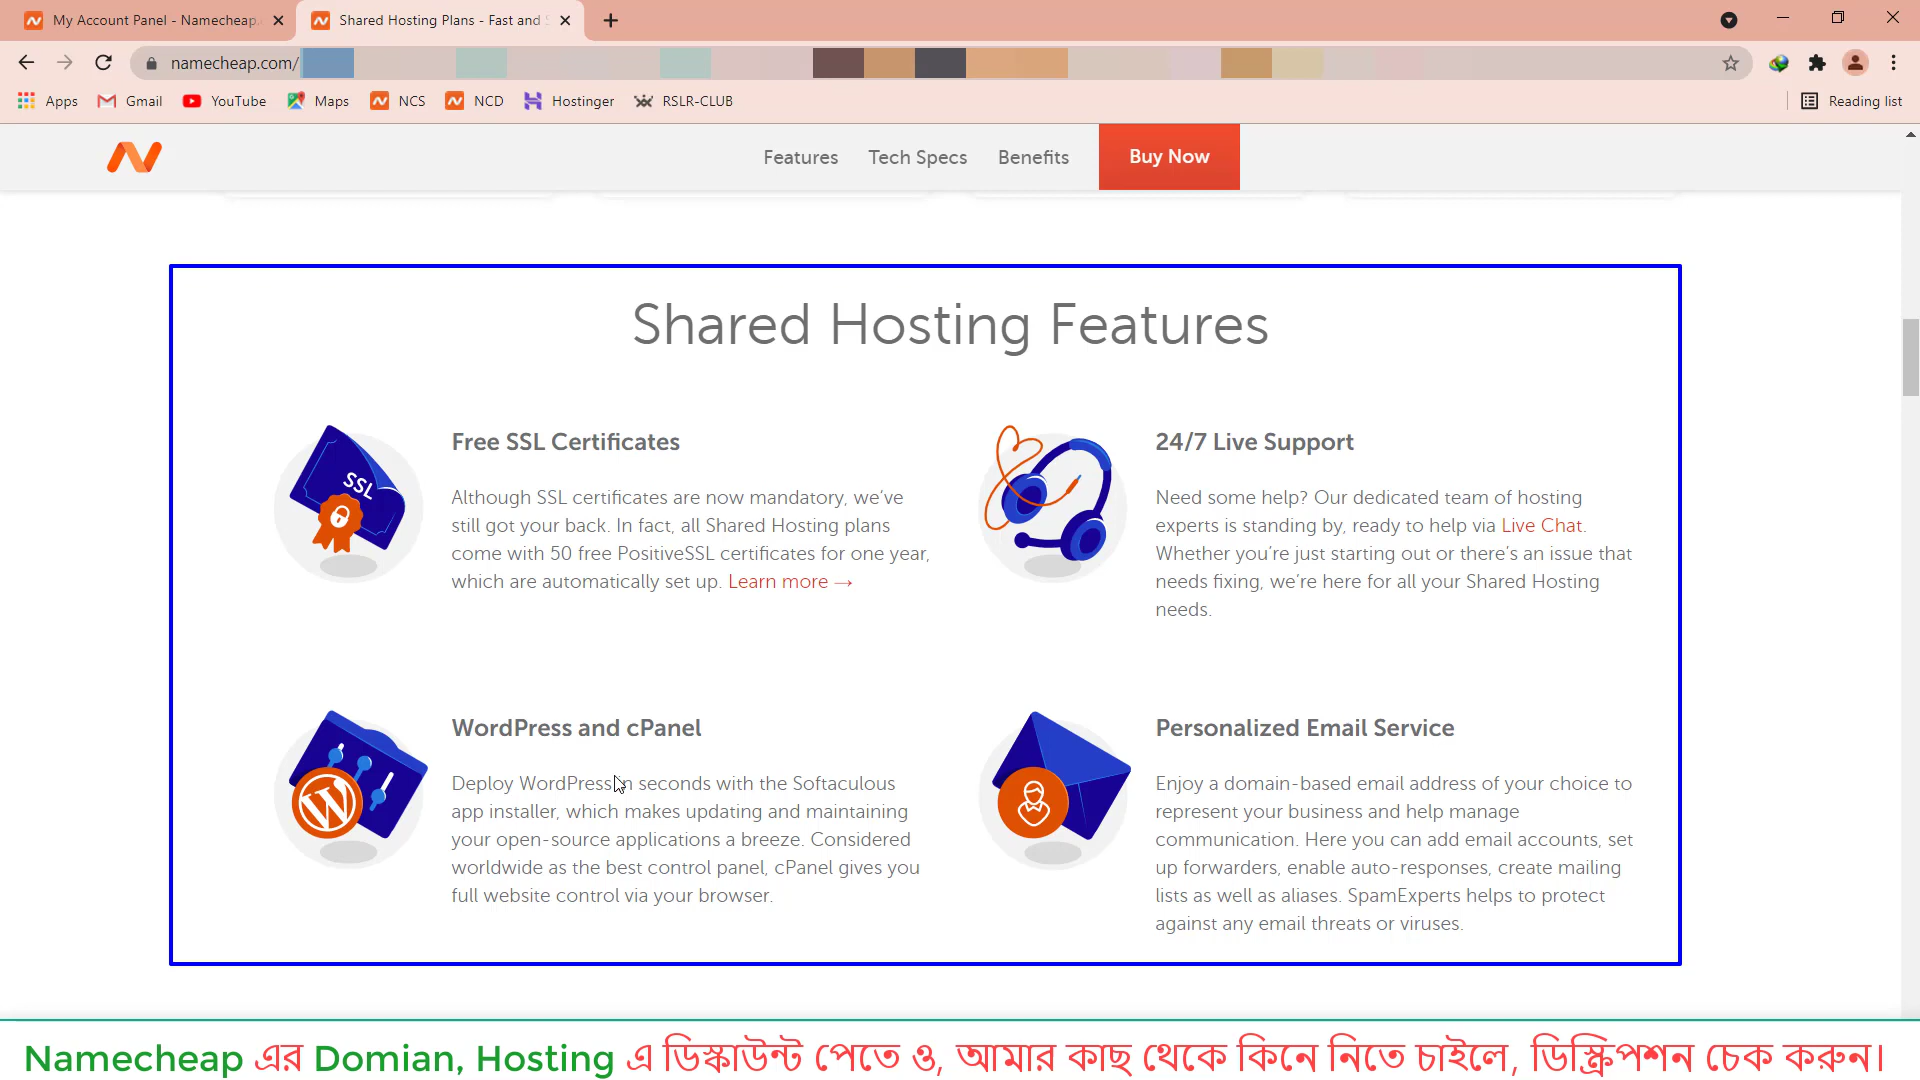 My Account Panel - Namecheap.
Shared Hosting Plans - Fast and
namecheap.com/
Apps
Gmail
YouTube
Maps
NCS
NCD
Hostinger
RSLR-CLUB
Reading list
Features
Tech Specs
Benefits
Buy Now
Shared Hosting Features
Free SSL Certificates
Although SSL certificates are now mandatory, we've
still got your back. In fact, all Shared Hosting plans
come with 50 free PositiveSSL certificates for one year,
which are automatically set up. Learn more →
SSL
24/7 Live Support
Need some help? Our dedicated team of hosting
experts is standing by, ready to help via Live Chat.
Whether you're just starting out or there's an issue that
needs fixing, we're here for all your Shared Hosting
needs.
WordPress and cPanel
Deploy WordPress in seconds with the Softaculous
app installer, which makes updating and maintaining
your open-source applications a breeze. Considered
worldwide as the best control panel, cPanel gives you
full website control via your browser.
Personalized Email Service
Enjoy a domain-based email address of your choice to
represent your business and help manage
communication. Here you can add email accounts, set
up forwarders, enable auto-responses, create mailing
lists as well as aliases. SpamExperts helps to protect
against any email threats or viruses.
Namecheap এর Domian, Hosting এ ডিস্কাউন্ট পেতে ও, আমার কাছ থেকে কিনে নিতে চাইলে, ডিস্ক্রিপশন চেক করুন।